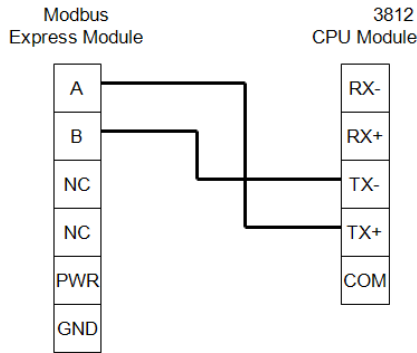 Modbus
Express Module
3812
CPU Module
A
B
NC
NC
PWR
GND
RX-
RX+
TX-
TX+
COM